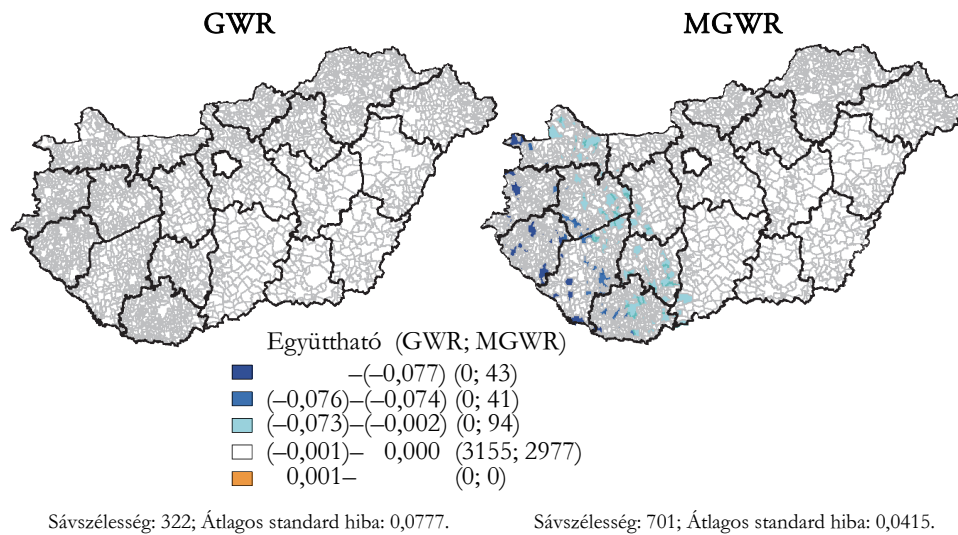 GWR
MGWR
Együttható (GWR; MGWR)
–(–0,077) (0; 43)
(–0,076)–(–0,074) (0; 41)
(–0,073)–(–0,002) (0; 94)
(–0,001)– 0,000 (3155; 2977)
0,001– (0; 0)
Sávszélesség: 322; Átlagos standard hiba: 0,0777.
Sávszélesség: 701; Átlagos standard hiba: 0,0415.